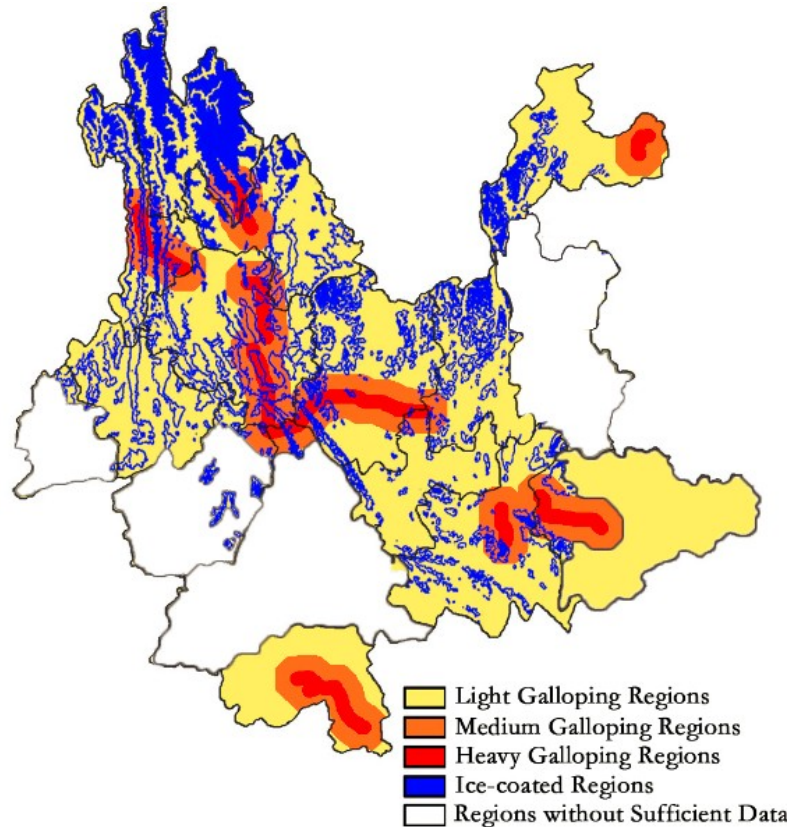 Light Galloping Regions
Medium Galloping Regions
Heavy Galloping Regions
Ice-coated Regions
Regions without Sufficient Data